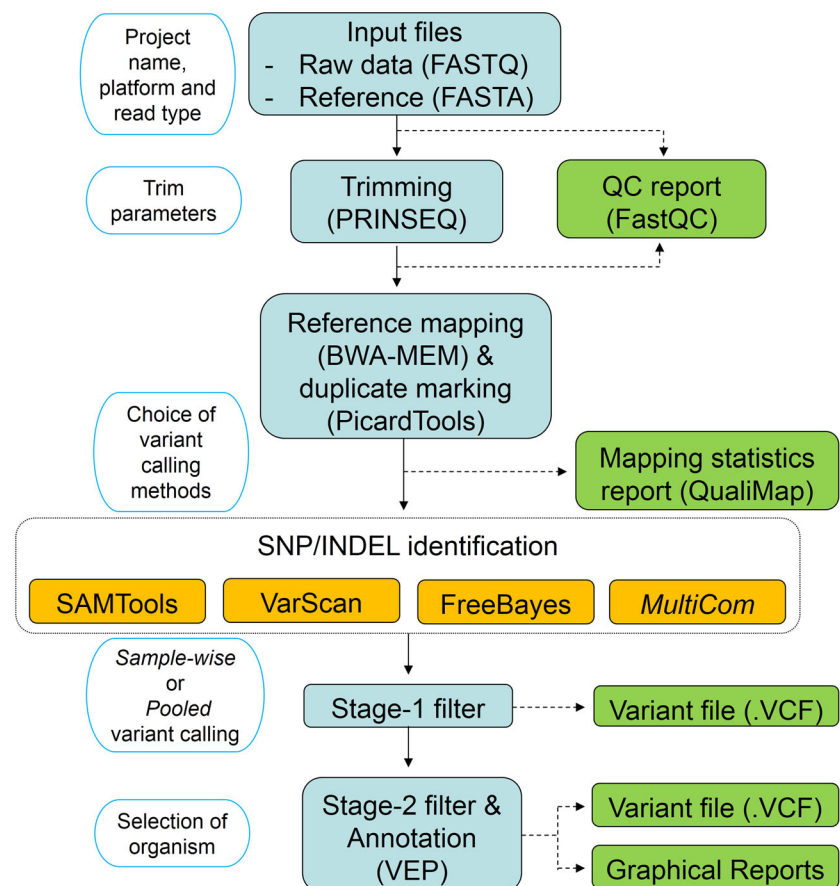 Project
name,
platform and
read type
Input files
- Raw data (FASTQ)
- Reference (FASTA)
Trim
parameters
Trimming
(PRINSEQ)
QC report
(FastQC)
Reference mapping
(BWA-MEM) &
duplicate marking
(PicardTools)
Choice of
variant
calling
methods
Mapping statistics
report (QualiMap)
SNP/INDEL identification
SAMTools
VarScan
FreeBayes
MultiCom
Sample-wise
or
Pooled
variant calling
Stage-1 filter
Variant file (.VCF)
Selection of
organism
Stage-2 filter &
Annotation
(VEP)
Variant file (.VCF)
Graphical Reports